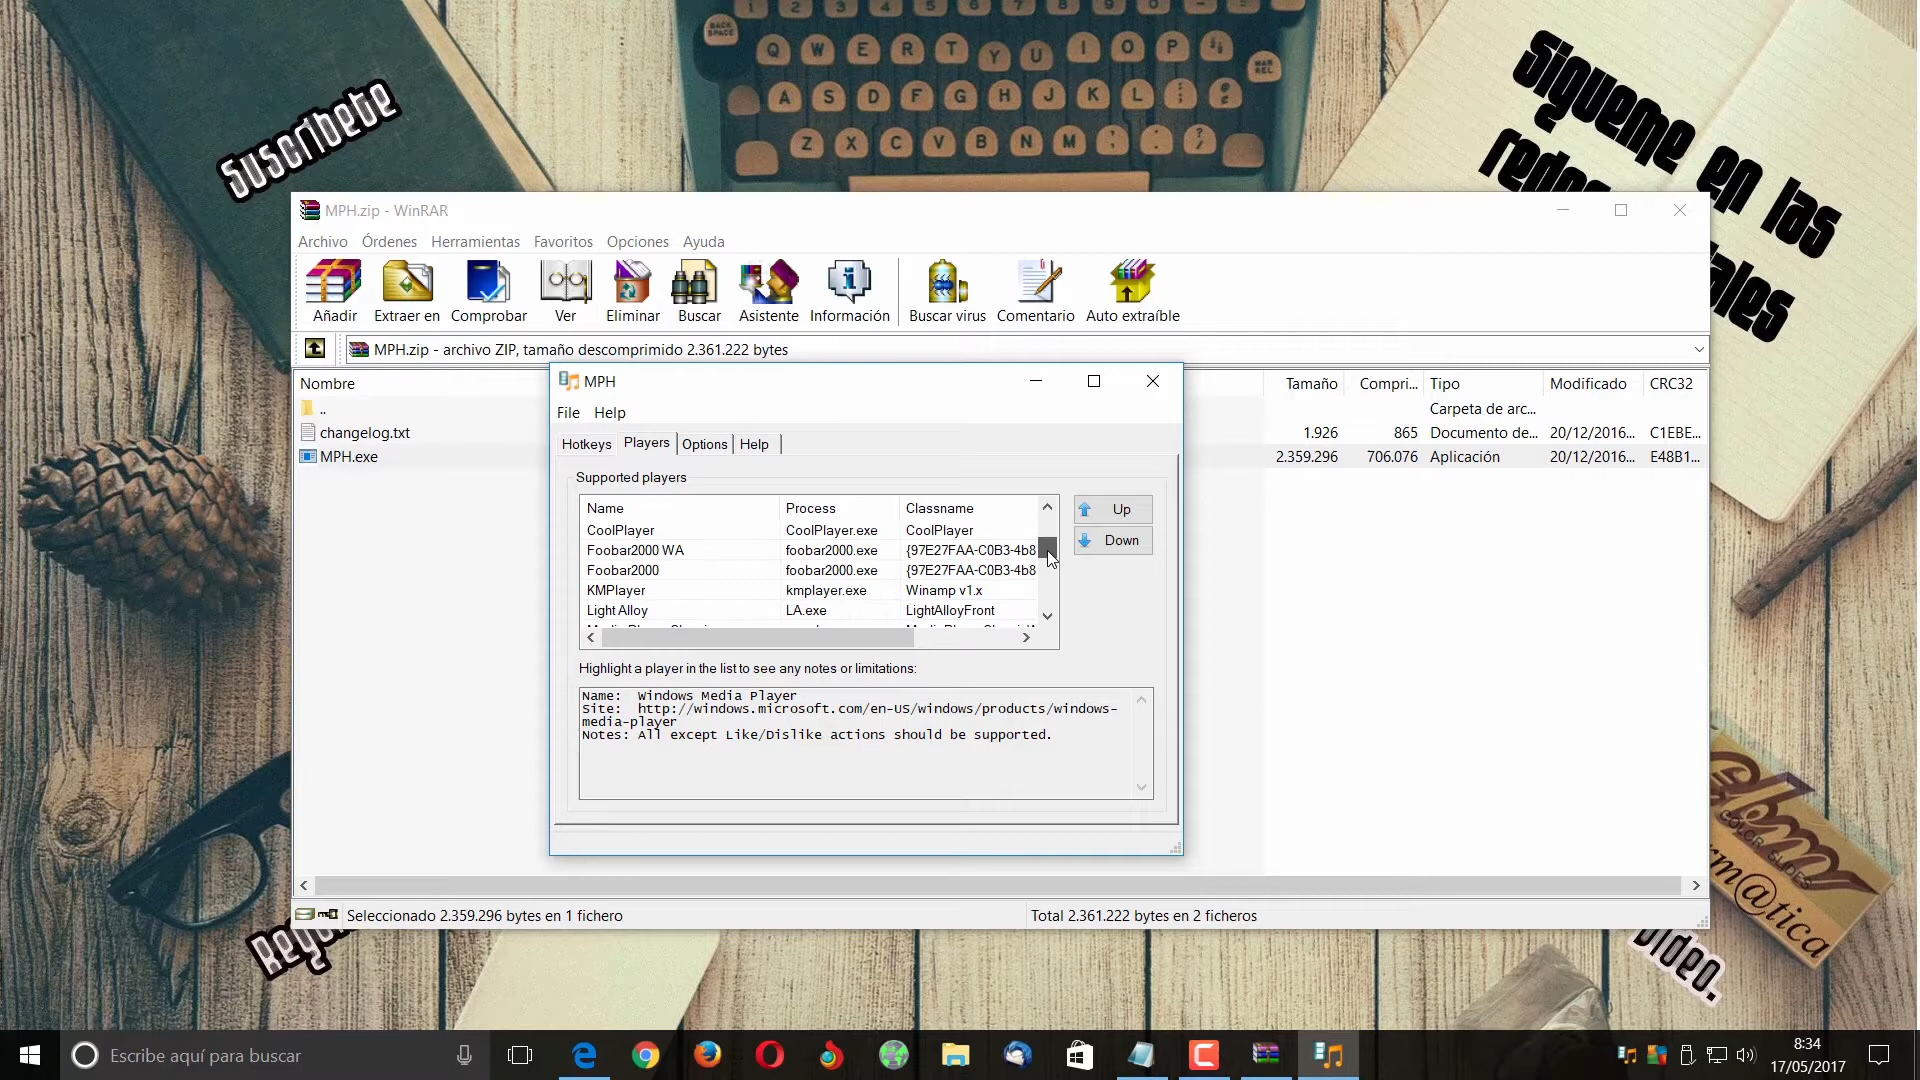 BACK SPACE
Q W E R T Y U I O P
MAR REL
A S D F G H J K L
Z X C V B N M
Suscríbete
Sígueme en las
MPH.zip - WinRAR
Archivo Órdenes Herramientas Favoritos Opciones Ayuda
Añadir Extraer en Comprobar Ver Eliminar Buscar Asistente Información Buscar virus Comentario Auto extraíble
MPH.zip - archivo ZIP, tamaño descomprimido 2.361.222 bytes
Nombre Tamaño Compri... Tipo Modificado CRC32
.. Carpeta de arc...
changelog.txt 1.926 865 Documento de... 20/12/2016... C1EBE...
MPH.exe 2.359.296 706.076 Aplicación 20/12/2016... E48B1...
MPH
File Help
Hotkeys Players Options Help
Supported players
Name Process Classname
CoolPlayer CoolPlayer.exe CoolPlayer
Foobar2000 WA foobar2000.exe {97E27FAA-C0B3-4b8
Foobar2000 foobar2000.exe {97E27FAA-C0B3-4b8
KMPlayer kmplayer.exe Winamp v1.x
Light Alloy LA.exe LightAlloyFront
Up
Down
Highlight a player in the list to see any notes or limitations:
Name: Windows Media Player
Site: http://windows.microsoft.com/en-US/windows/products/windows-
media-player
Notes: All except Like/Dislike actions should be supported.
Seleccionado 2.359.296 bytes en 1 fichero Total 2.361.222 bytes en 2 ficheros
COLOR SLIDES
Escribe aquí para buscar
8:34
17/05/2017